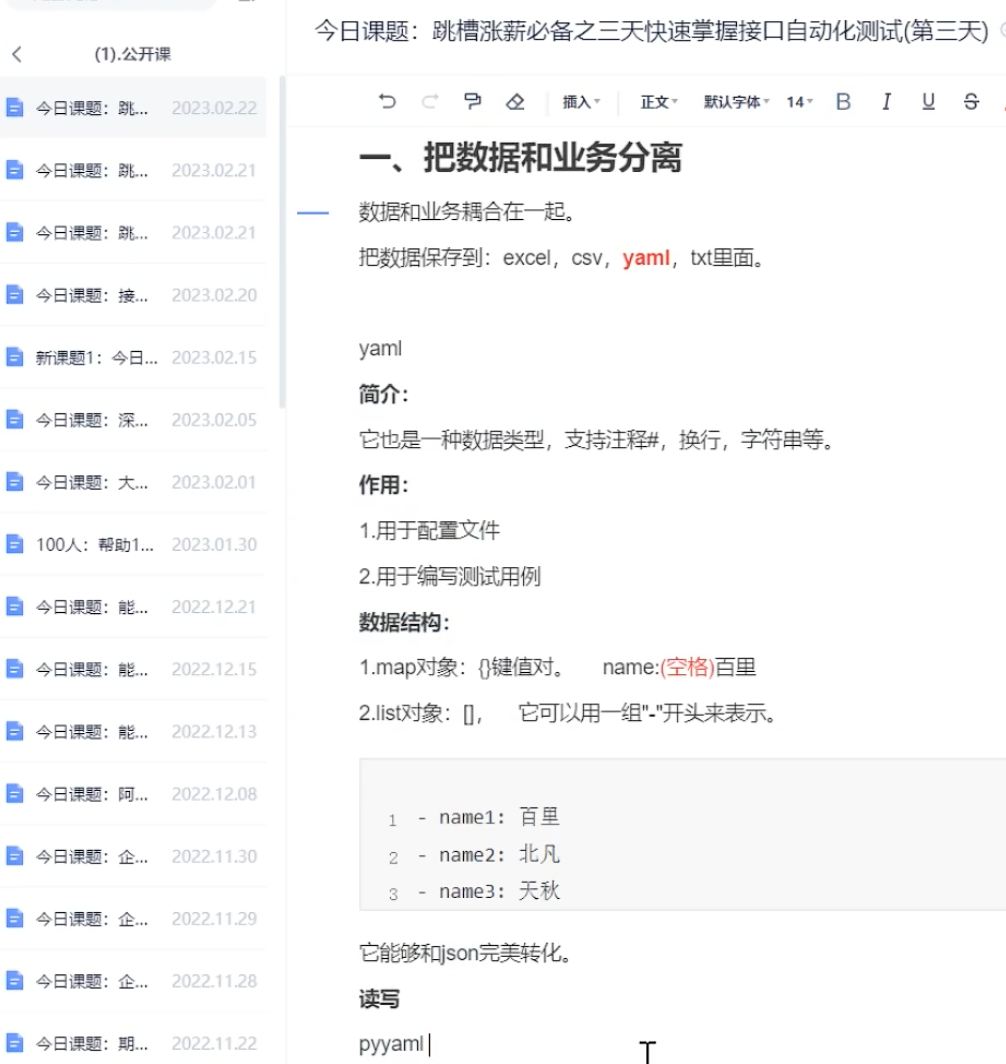 (1).公开课
今日课题：跳... 2023.02.22
今日课题：跳... 2023.02.21
今日课题：跳... 2023.02.21
今日课题：接... 2023.02.20
新课题1：今日... 2023.02.15
今日课题：深... 2023.02.05
今日课题：大... 2023.02.01
100人：帮助1... 2023.01.30
今日课题：能... 2022.12.21
今日课题：能... 2022.12.15
今日课题：能... 2022.12.13
今日课题：阿... 2022.12.08
今日课题：企... 2022.11.30
今日课题：企... 2022.11.29
今日课题：企... 2022.11.28
今日课题：期... 2022.11.22
今日课题：跳槽涨薪必备之三天快速掌握接口自动化测试(第三天)
插入 正文 默认字体 14 B I U S
一、把数据和业务分离
数据和业务耦合在一起。
把数据保存到：excel，csv，yaml，txt里面。
yaml
简介：
它也是一种数据类型，支持注释#，换行，字符串等。
作用：
1.用于配置文件
2.用于编写测试用例
数据结构：
1.map对象：{}键值对。 name:(空格)百里
2.list对象：[]， 它可以用一组"-"开头来表示。
1 - name1: 百里
2 - name2: 北凡
3 - name3: 天秋
它能够和json完美转化。
读写
pyyaml